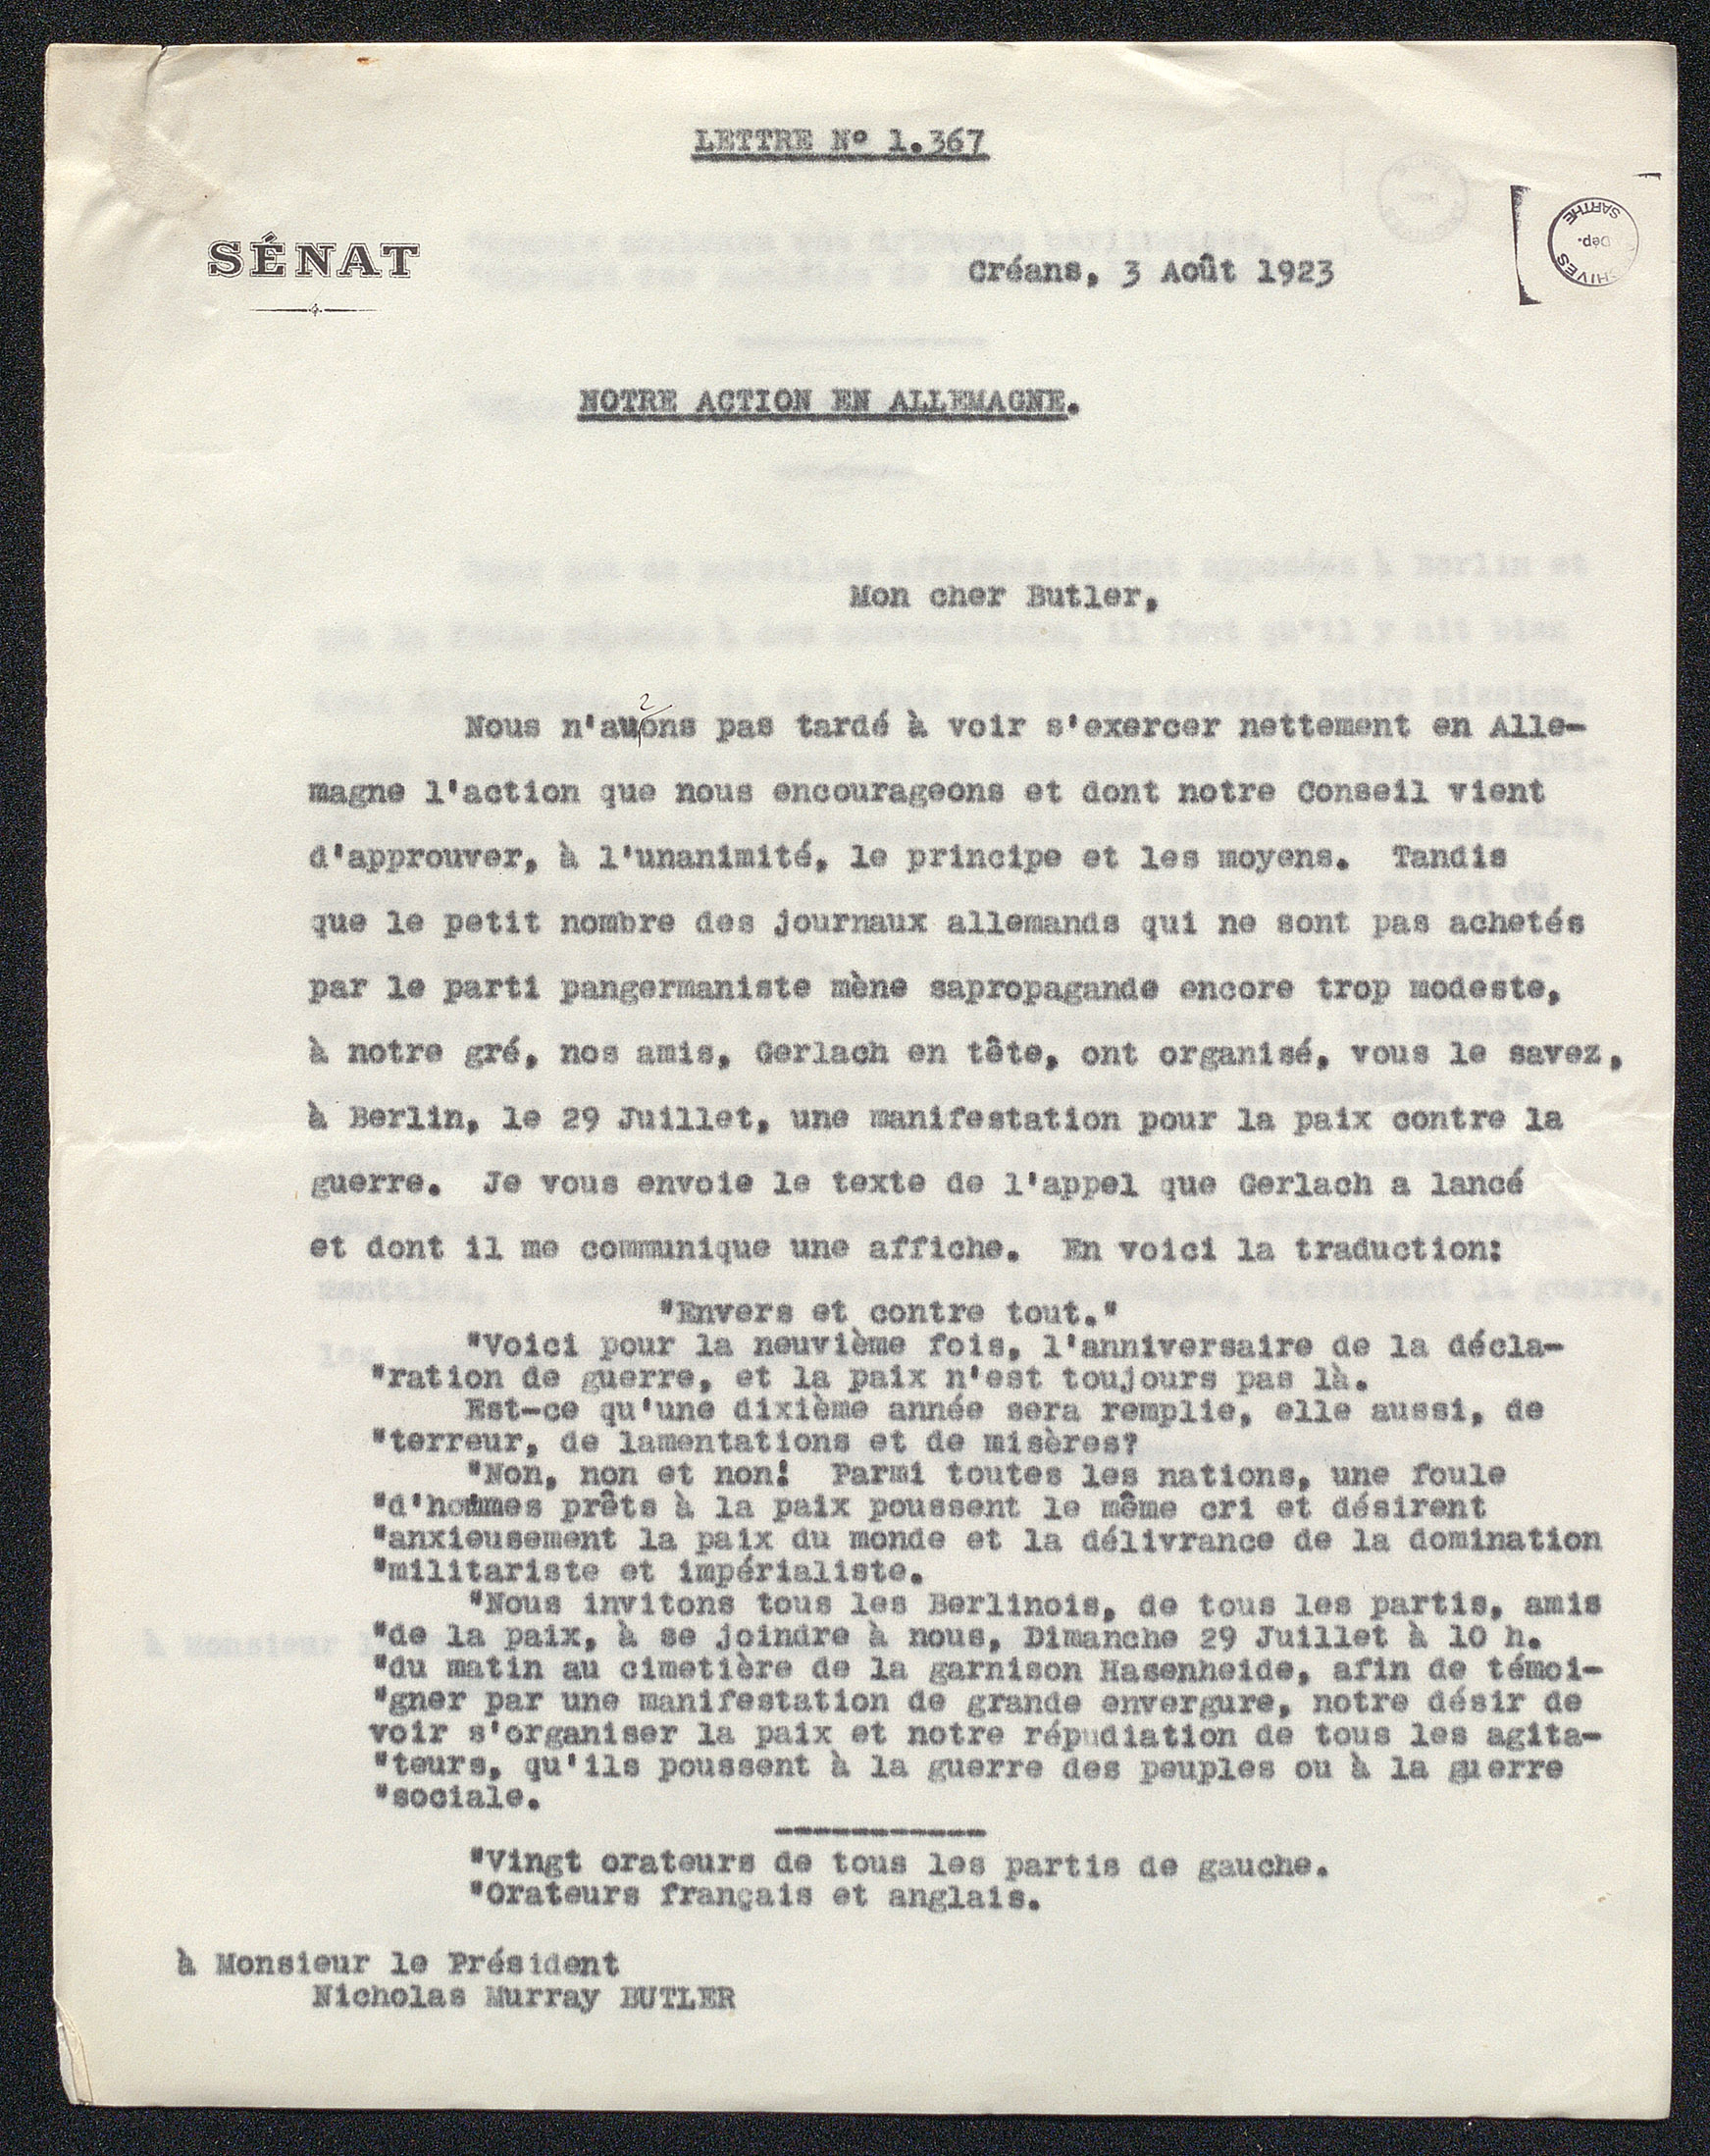 LETTRE Nº 1.367
SÉNAT
Créans, 3 Août 1923
SARTHE
Dép.
NOTRE ACTION EN ALLEMAGNE.
Mon cher Butler,
Nous n'auons pas tardé à voir s'exercer nettement en Alle-
magne l'action que nous encourageons et dont notre Conseil vient
d'approuver, à l'unanimité, le principe et les moyens. Tandis
que le petit nombre des journaux allemands qui ne sont pas achetés
par le parti pangermaniste mène sapropagande encore trop modeste,
à notre gré, nos amis, Gerlach en tête, ont organisé, vous le savez,
à Berlin, le 29 Juillet, une manifestation pour la paix contre la
guerre. Je vous envoie le texte de l'appel que Gerlach a lancé
et dont il me communique une affiche. En voici la traduction:
"Envers et contre tout."
"Voici pour la neuvième fois, l'anniversaire de la décla-
"ration de guerre, et la paix n'est toujours pas là.
Est-ce qu'une dixième année sera remplie, elle aussi, de
"terreur, de lamentations et de misères?
"Non, non et non! Parmi toutes les nations, une foule
"d'hommes prêts à la paix poussent le même cri et désirent
"anxieusement la paix du monde et la délivrance de la domination
"militariste et impérialiste.
"Nous invitons tous les Berlinois, de tous les partis, amis
"de la paix, à se joindre à nous, Dimanche 29 Juillet à 10 h.
"du matin au cimetière de la garnison Hasenheide, afin de témoi-
"gner par une manifestation de grande envergure, notre désir de
voir s'organiser la paix et notre répudiation de tous les agita-
"teurs, qu'ils poussent à la guerre des peuples ou à la guerre
"sociale.
"Vingt orateurs de tous les partis de gauche.
"Orateurs français et anglais.
à Monsieur le Président
Nicholas Murray BUTLER